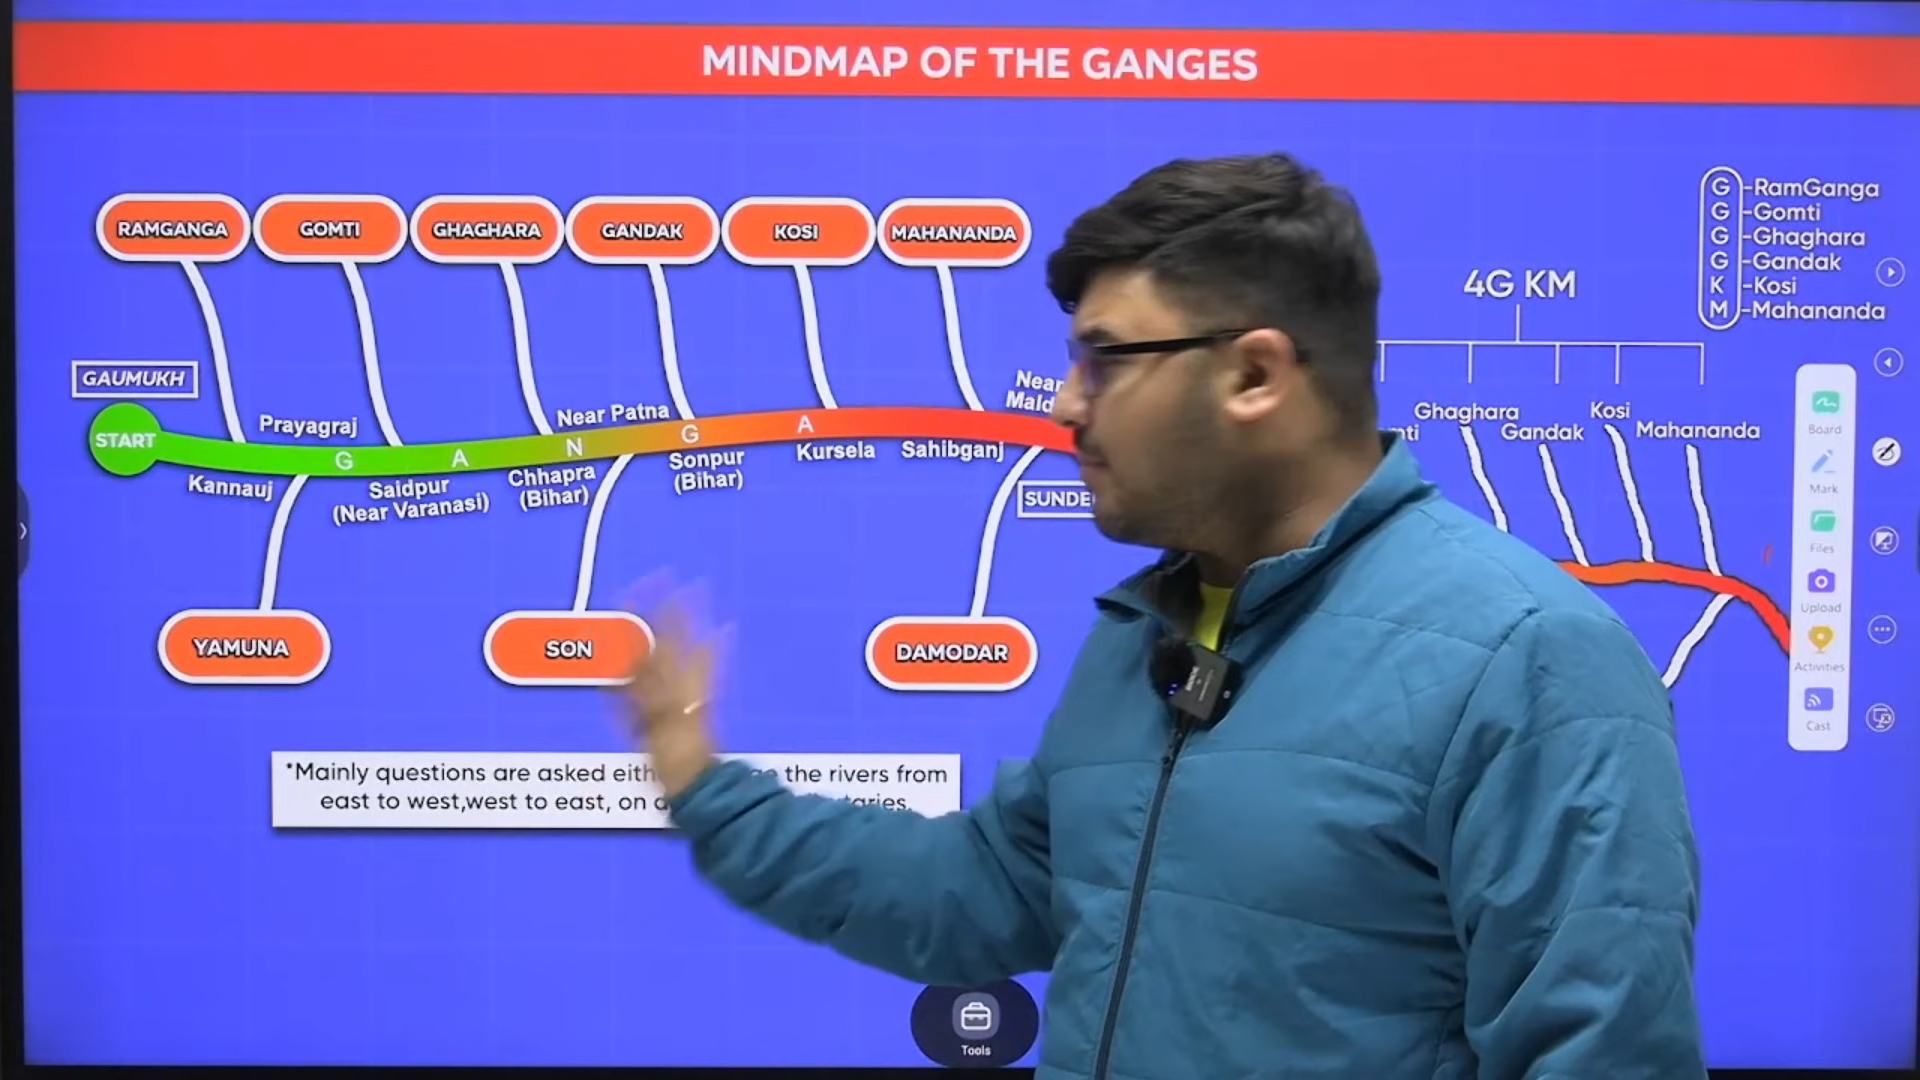 MINDMAP OF THE GANGES
RAMGANGA
GOMTI
GHAGHARA
GANDAK
KOSI
MAHANANDA
GAUMUKH
START
Prayagraj
Near Patna
Near
G
A
N
G
A
Kannauj
Saidpur
(Near Varanasi)
Chhapra
(Bihar)
Sonpur
(Bihar)
Kursela
Sahibganj
YAMUNA
SON
DAMODAR
*Mainly questions are asked the rivers from
east to west,west to east, on
4G KM
Ghaghara
Gandak
Kosi
Mahananda
G -RamGanga
G -Gomti
G -Ghaghara
G -Gandak
K -Kosi
M -Mahananda
Board
Mark
Files
Upload
Activities
Cast
Tools